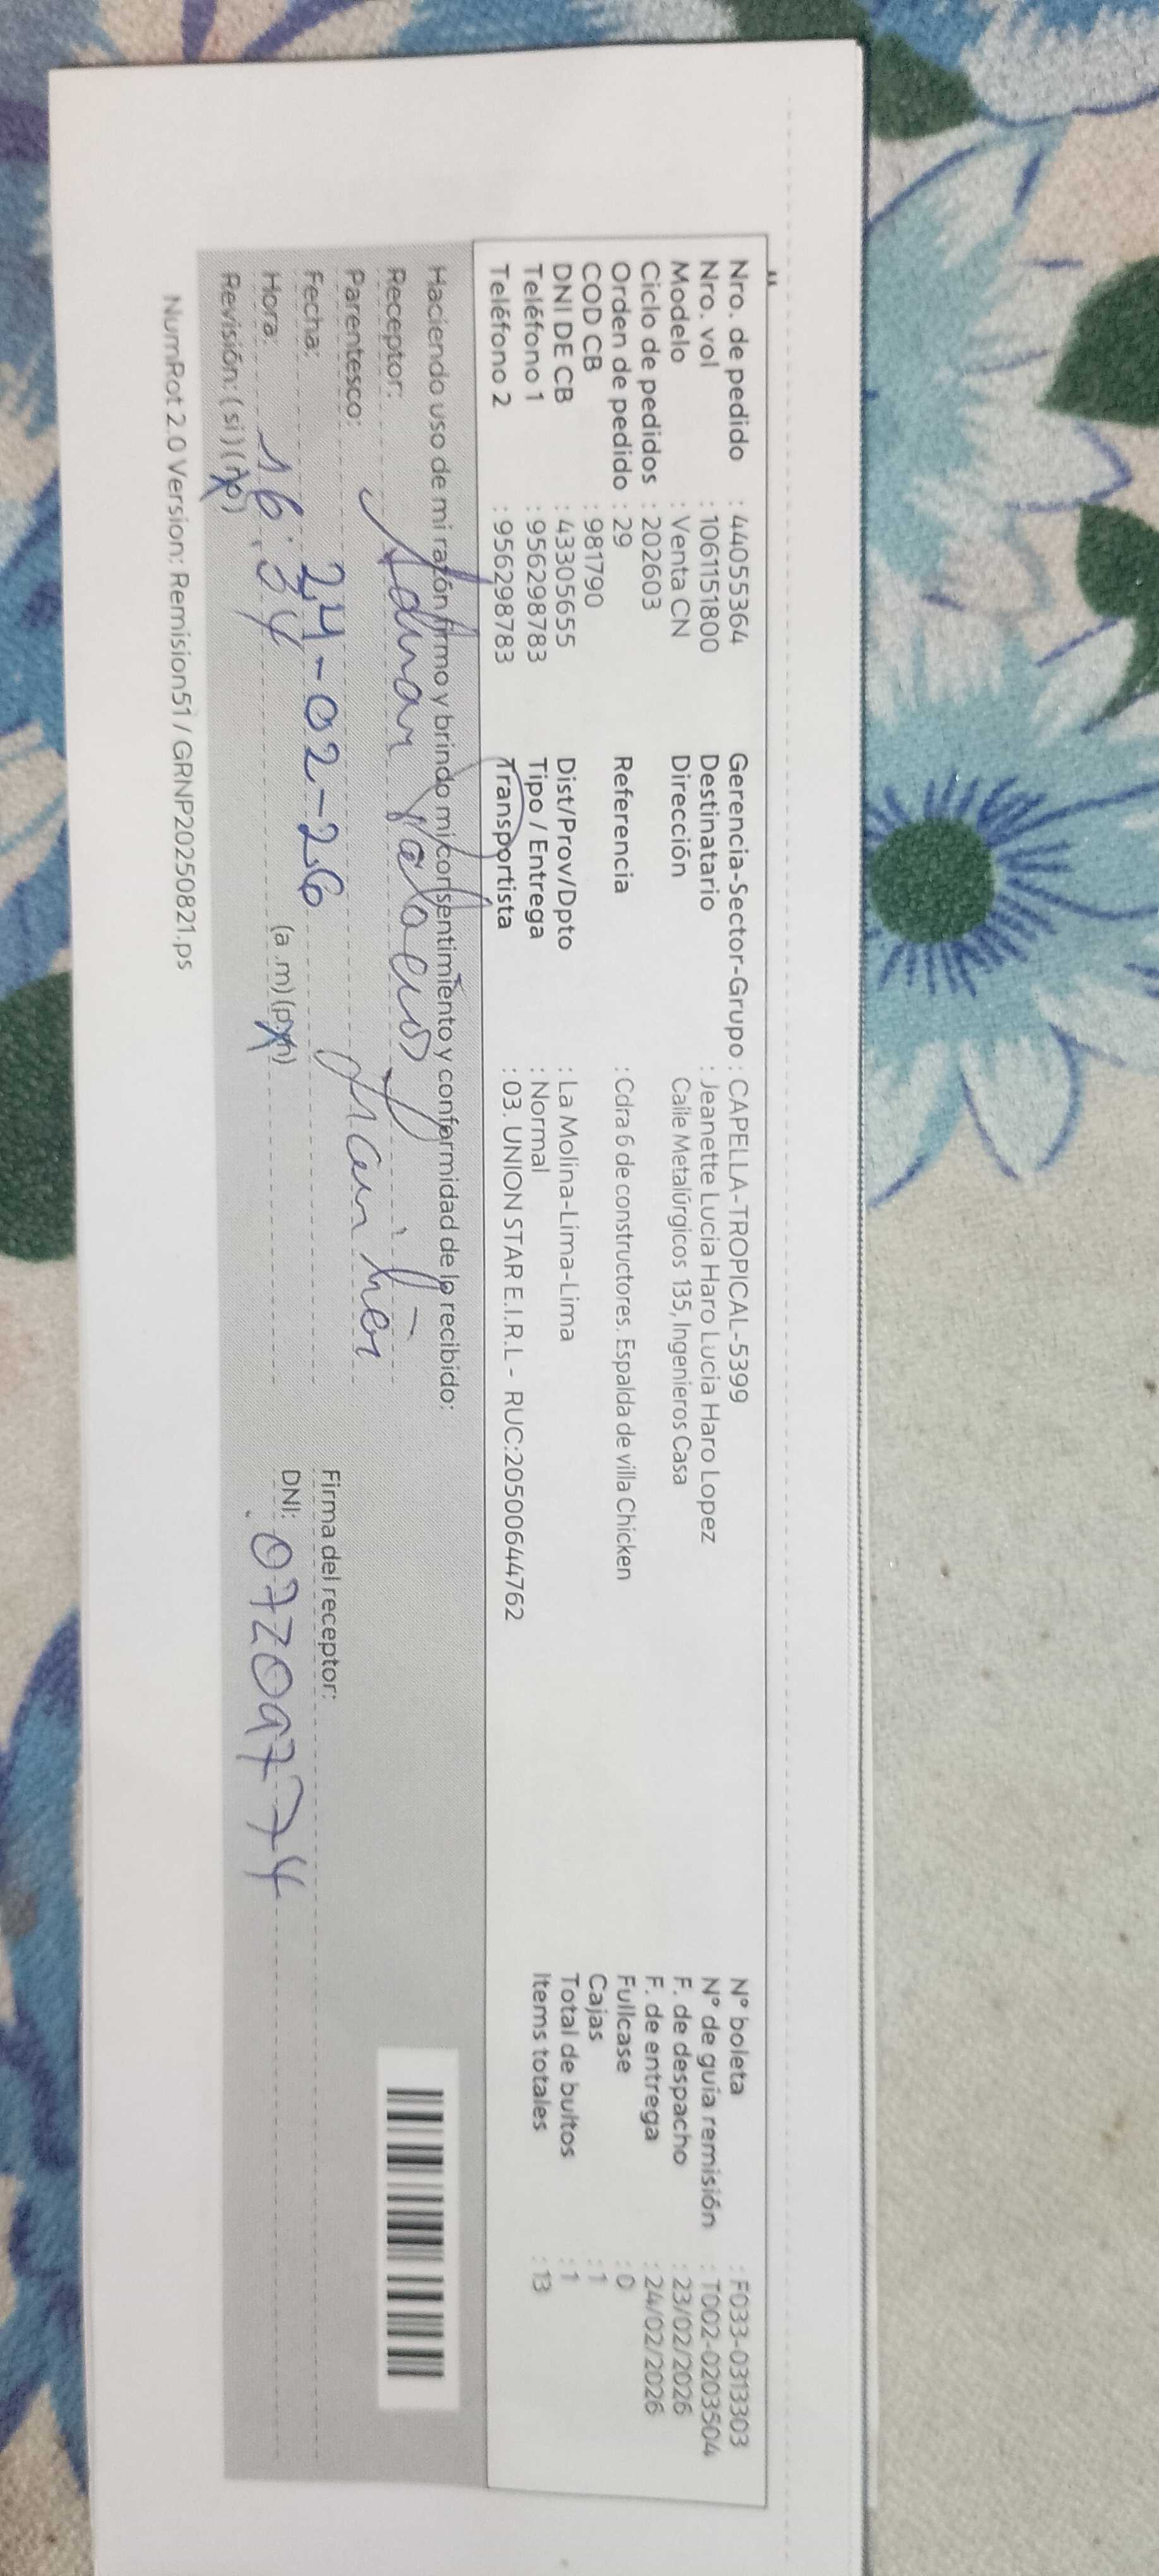 Nro. de pedido : 44055364
Nro. vol : 1061151800
Modelo : Venta CN
Ciclo de pedidos : 202603
Orden de pedido : 29
COD CB : 981790
DNI DE CB : 43305655
Teléfono 1 : 956298783
Teléfono 2 : 956298783
Gerencia-Sector-Grupo : CAPELLA-TROPICAL-5399
Destinatario : Jeanette Lucia Haro Lucia Haro Lopez
Dirección Calle Metalúrgicos 135, Ingenieros Casa
Referencia : Cdra 6 de constructores. Espalda de villa Chicken
Dist/Prov/Dpto : La Molina-Lima-Lima
Tipo / Entrega : Normal
Transportista : 03. UNION STAR E.I.R.L - RUC:20500644762
N° boleta : F033-0313303
N° de guia remisión : T002-0203504
F. de despacho : 23/02/2026
F. de entrega : 24/02/2026
Fullcase : 0
Cajas : 1
Total de bultos : 1
Items totales : 13
Haciendo uso de mi razón firmo y brindo mi consentimiento y conformidad de lo recibido:
Receptor:
Parentesco:
Fecha: 24-02-26
Hora: 16:34 (a.m) (pm)
Revisión: (si) (no)
Firma del receptor:
DNI: 07209774
NumRot 2.0 Version: Remision51 / GRNP20250821.ps